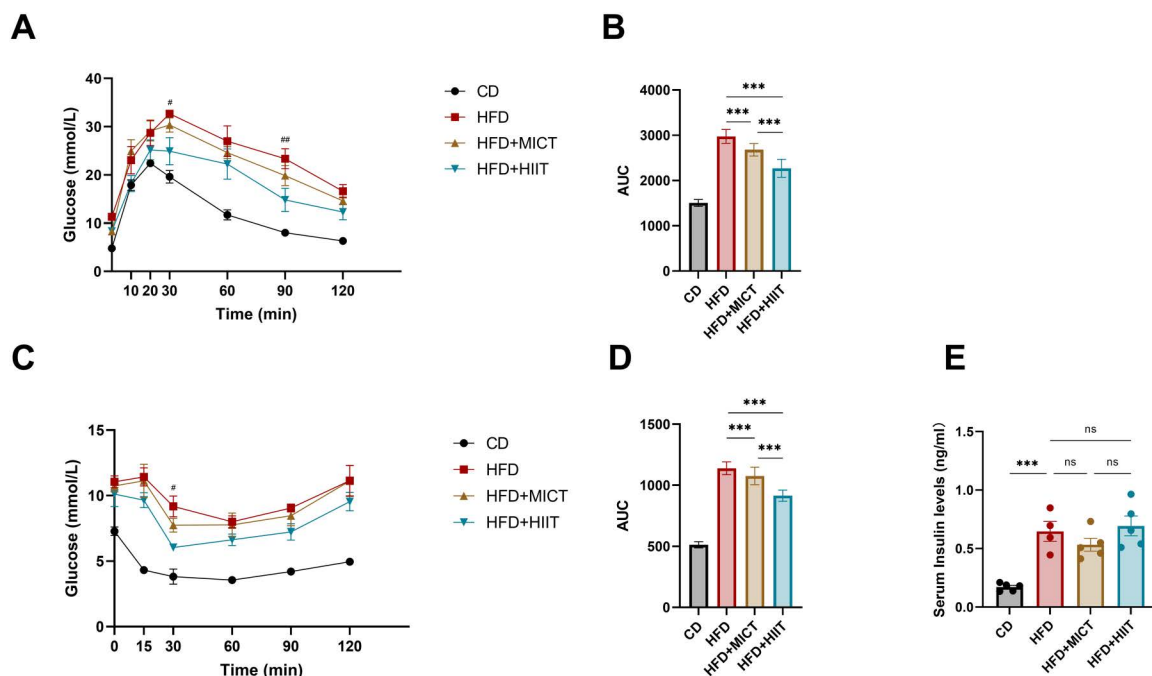 A
Glucose (mmol/L)
40
30
20
10
0
#
##
10 20 30 60 90 120
Time (min)
CD
HFD
HFD+MICT
HFD+HIIT
B
AUC
4000
3000
2000
1000
0
***
*** ***
CD HFD HFD+MICT HFD+HIIT
C
Glucose (mmol/L)
15
10
5
0
#
0 15 30 60 90 120
Time (min)
CD
HFD
HFD+MICT
HFD+HIIT
D
AUC
1500
1000
500
0
***
***
***
CD HFD HFD+MICT HFD+HIIT
E
Serum Insulin levels (ng/ml)
1.5
1.0
0.5
0.0
ns
*** ns ns
CD HFD HFD+MICT HFD+HIIT